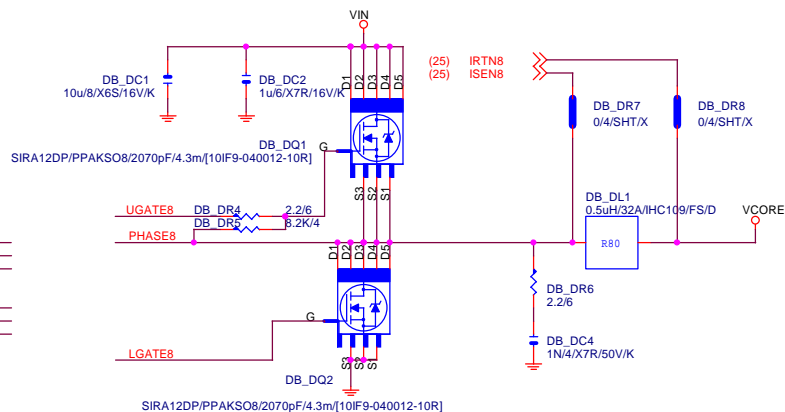 VIN
(25) IRTN8
(25) ISEN8
D1 D2 D3 D4 D5
DB_DC1
10u/8/X6S/16V/K
DB_DC2
1u/6/X7R/16V/K
DB_DR7
0/4/SHT/X
DB_DR8
0/4/SHT/X
DB_DQ1
G
SIRA12DP/PPAKSO8/2070pF/4.3m/[10IF9-040012-10R]
S3 S2 S1
DB_DL1
0.5uH/32A/IHC109/FS/D
UGATE8
DB_DR4 2.2/6
DB_DR5 8.2K/4
VCORE
PHASE8
R80
D1 D2 D3 D4 D5
DB_DR6
2.2/6
G
DB_DC4
1N/4/X7R/50V/K
LGATE8
S3 S2 S1
DB_DQ2
SIRA12DP/PPAKSO8/2070pF/4.3m/[10IF9-040012-10R]